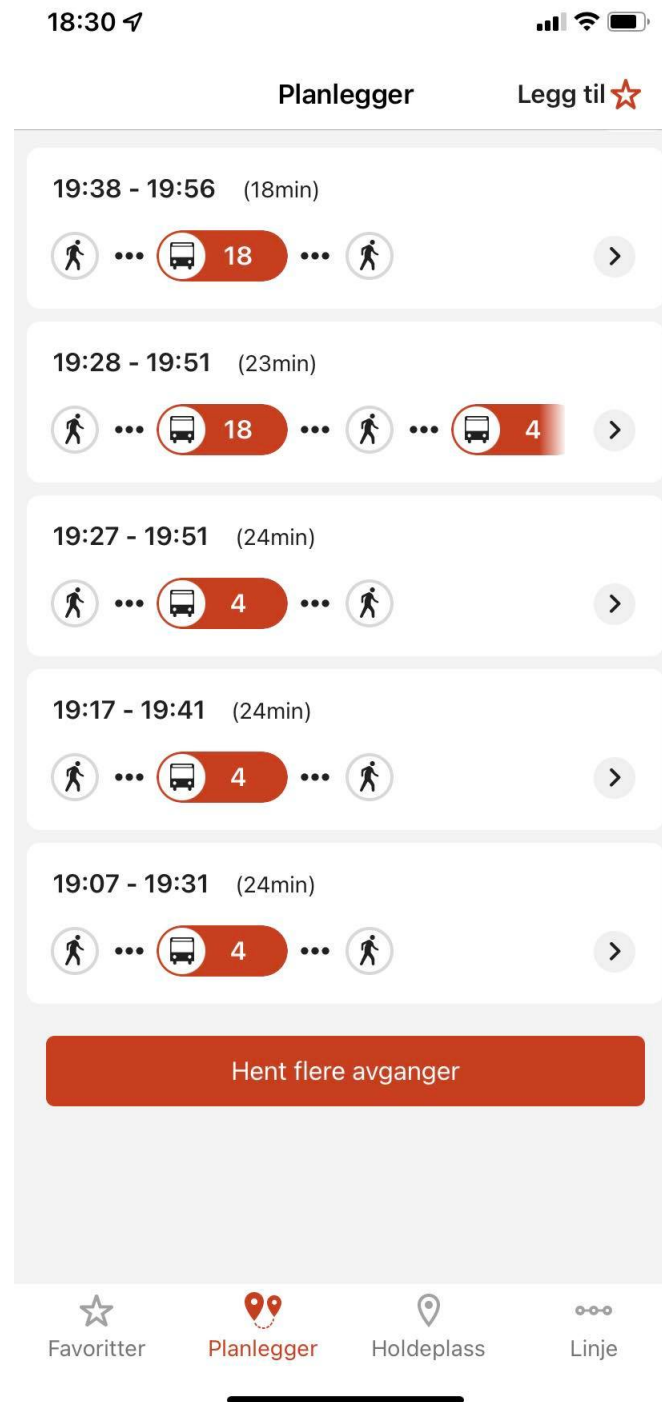 18:30
Planlegger Legg til
19:38 - 19:56 (18min)
18
19:28 - 19:51 (23min)
18 4
19:27 - 19:51 (24min)
4
19:17 - 19:41 (24min)
4
19:07 - 19:31 (24min)
4
Hent flere avganger
Favoritter Planlegger Holdeplass Linje